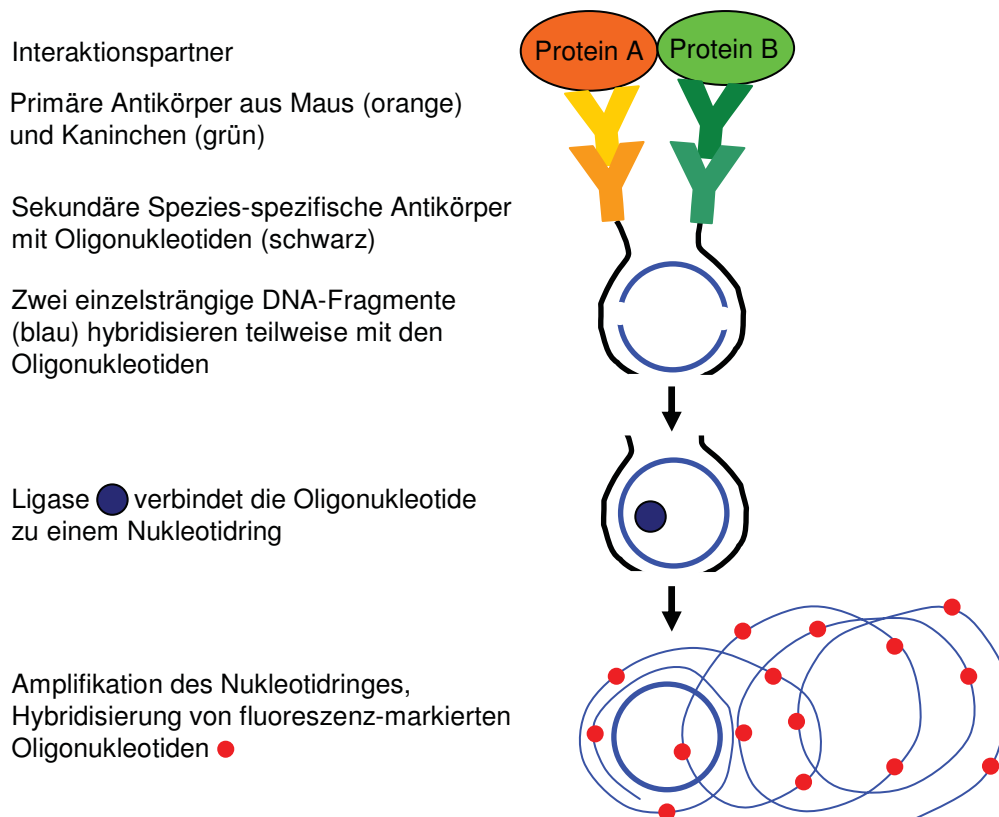 Interaktionspartner
Protein A
Protein B
Primäre Antikörper aus Maus (orange)
und Kaninchen (grün)
Sekundäre Spezies-spezifische Antikörper
mit Oligonukleotiden (schwarz)
Zwei einzelsträngige DNA-Fragmente
(blau) hybridisieren teilweise mit den
Oligonukleotiden
Ligase verbindet die Oligonukleotide
zu einem Nukleotidring
Amplifikation des Nukleotidringes,
Hybridisierung von fluoreszenz-markierten
Oligonukleotiden